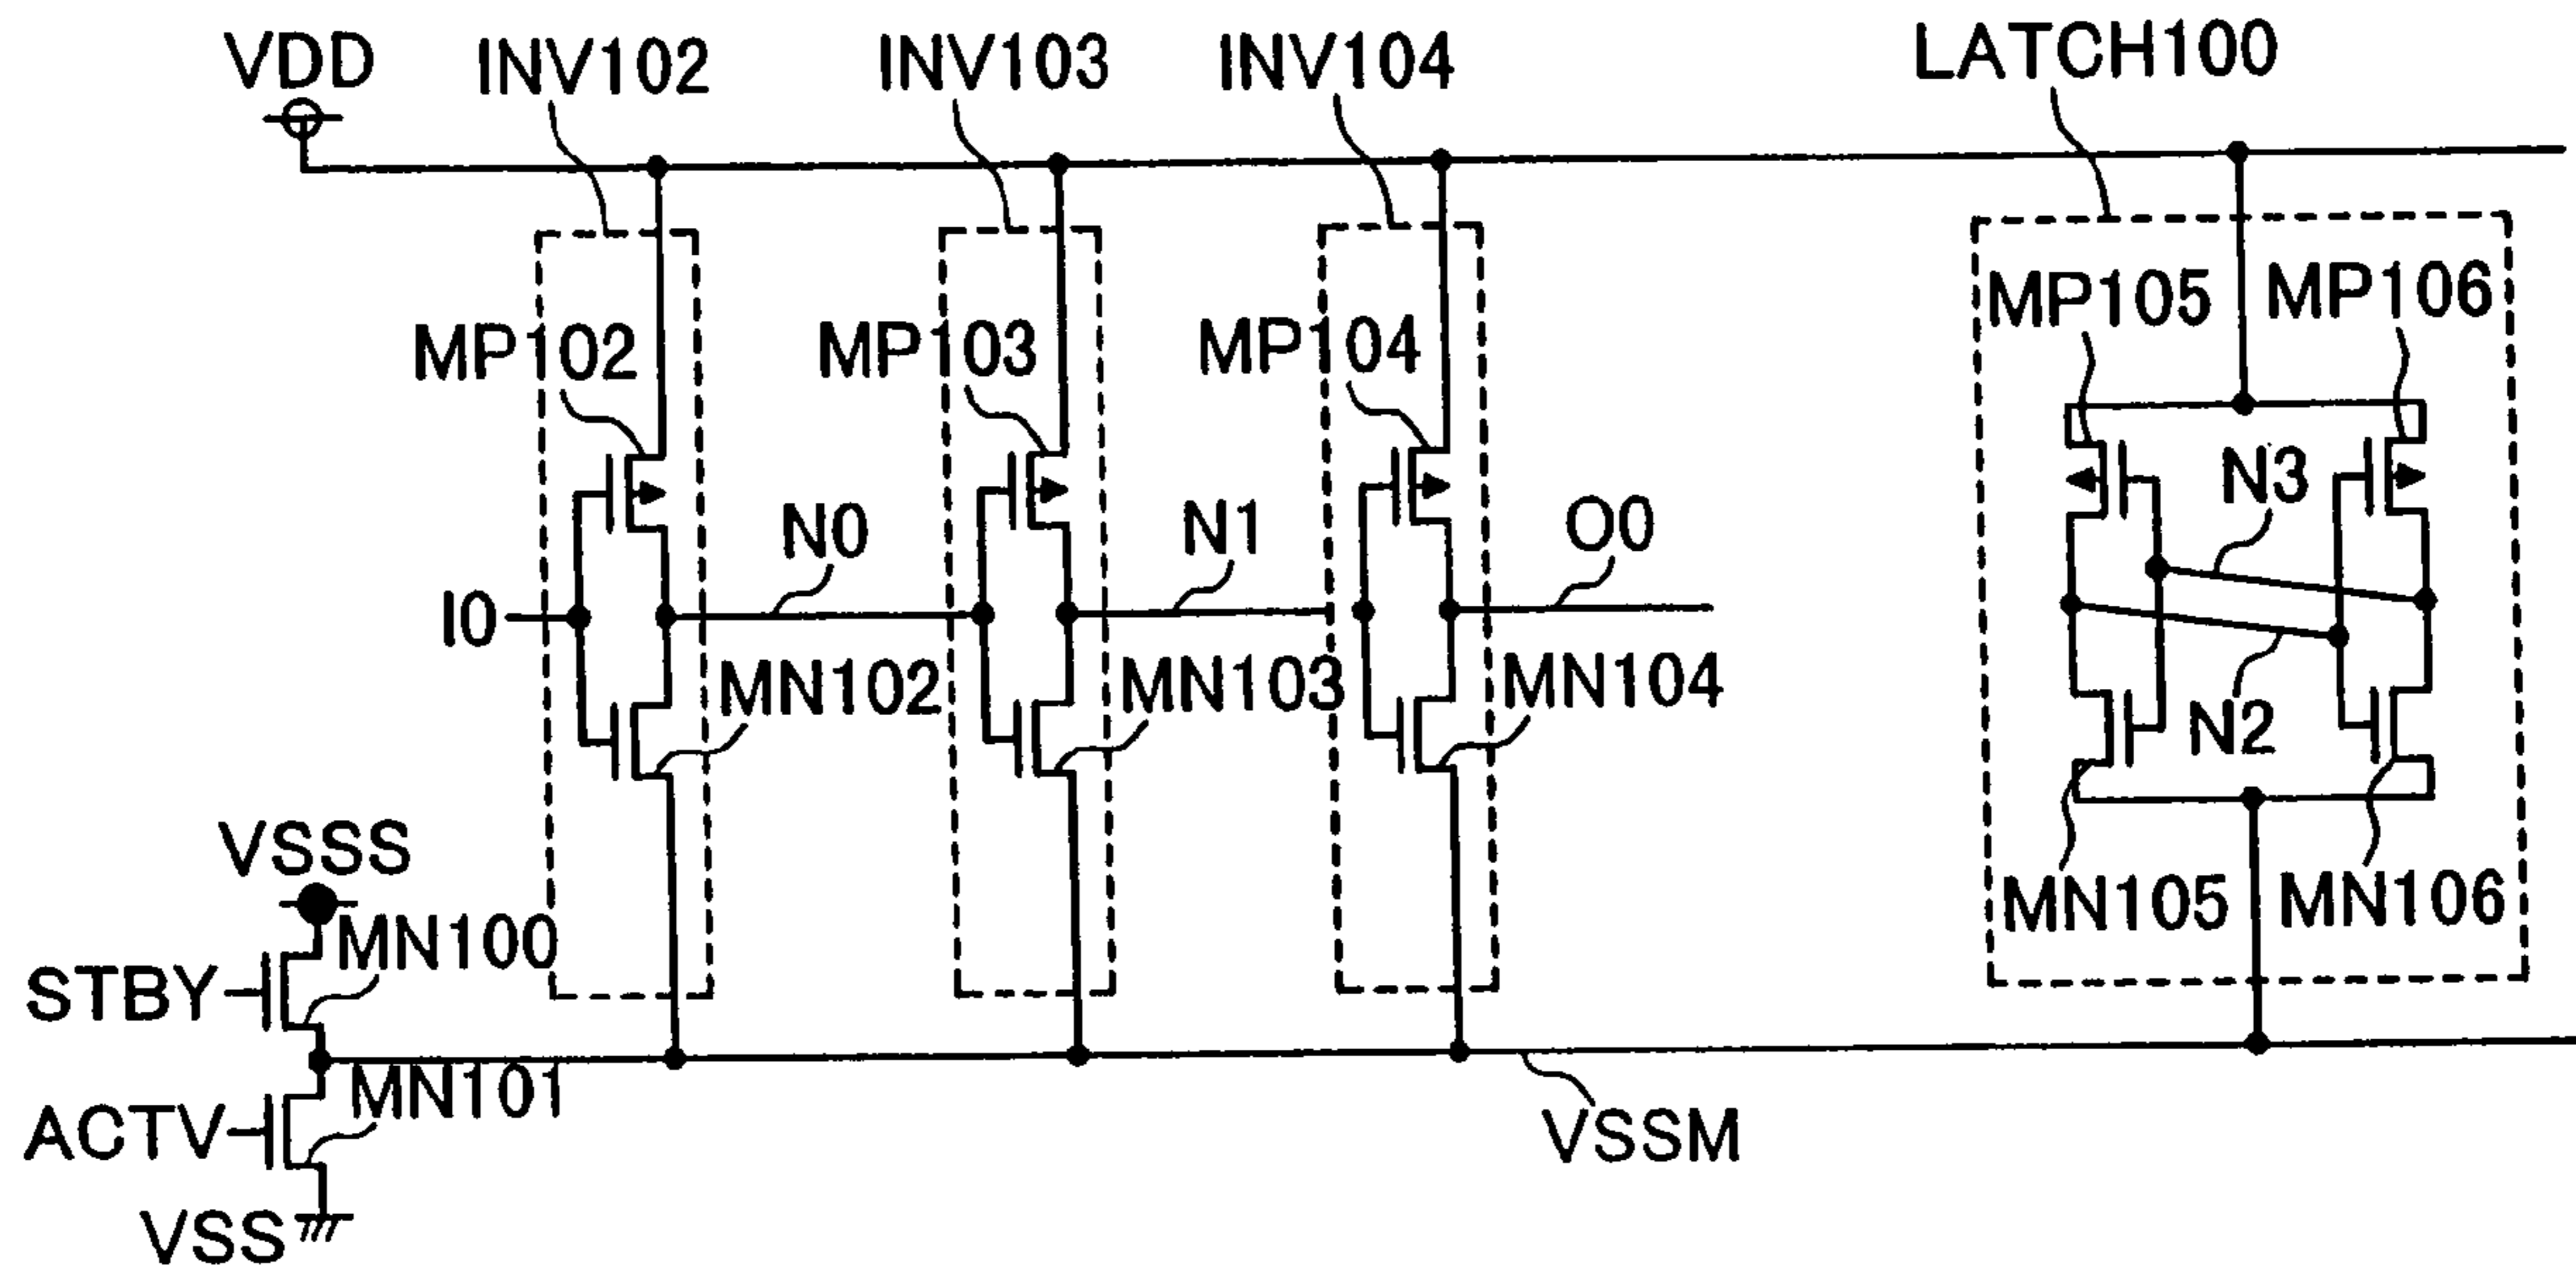 VDD
INV102
INV103
INV104
LATCH100
MP102
MP103
MP104
MP105
MP106
I0
N0
N1
O0
N3
N2
MN102
MN103
MN104
MN105
MN106
VSSS
MN100
STBY
MN101
ACTV
VSS
VSSM